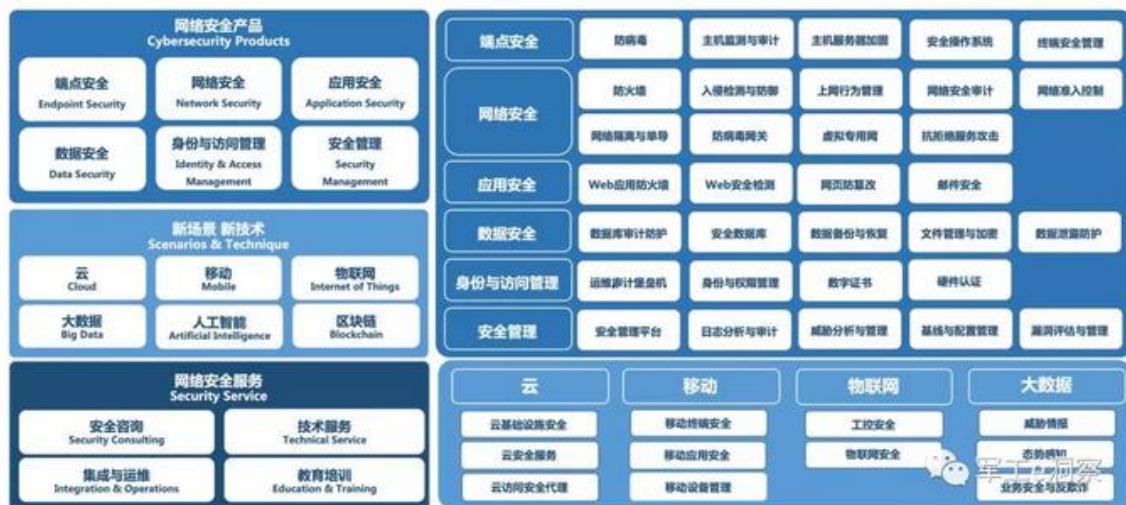 网络安全产品
Cybersecurity Products
端点安全
Endpoint Security
网络安全
Network Security
应用安全
Application Security
数据安全
Data Security
身份与访问管理
Identity & Access
Management
安全管理
Security
Management
新场景 新技术
Scenarios & Technique
云
Cloud
移动
Mobile
物联网
Internet of Things
大数据
Big Data
人工智能
Artificial Intelligence
区块链
Blockchain
网络安全服务
Security Service
安全咨询
Security Consulting
技术服务
Technical Service
集成与运维
Integration & Operations
教育培训
Education & Training
端点安全
防病毒
主机监测与审计
主机服务器加固
安全操作系统
终端安全管理
网络安全
防火墙
入侵检测与防御
上网行为管理
网络安全审计
网络准入控制
网络隔离与单导
防病毒网关
虚拟专用网
抗拒绝服务攻击
应用安全
Web应用防火墙
Web安全检测
网页防篡改
邮件安全
数据安全
数据库审计防护
安全数据库
数据备份与恢复
文件管理与加密
数据泄露防护
身份与访问管理
运维审计堡垒机
身份与权限管理
数字证书
硬件认证
安全管理
安全管理平台
日志分析与审计
威胁分析与管理
基线与配置管理
漏洞评估与管理
云
云基础设施安全
云安全服务
云访问安全代理
移动
移动终端安全
移动应用安全
移动设备管理
物联网
工控安全
物联网安全
大数据
威胁情报
态势感知
业务安全与反欺诈